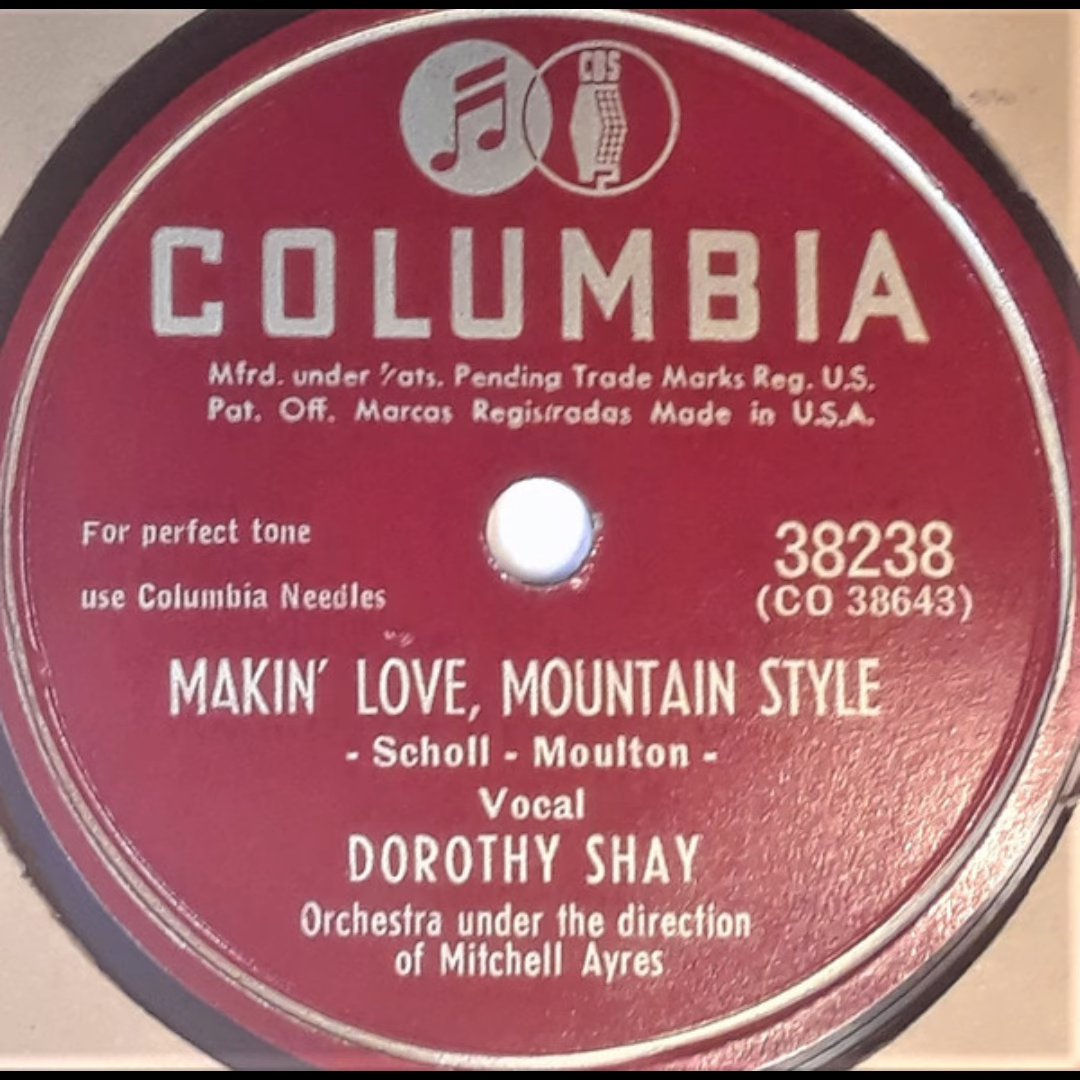 CBS
COLUMBIA
Mfrd. under Pats. Pending Trade Marks Reg. U.S.
Pat. Off. Marcas Registradas Made in U.S.A.
For perfect tone
use Columbia Needles
38238
(CO 38643)
MAKIN' LOVE, MOUNTAIN STYLE
- Scholl - Moulton -
Vocal
DOROTHY SHAY
Orchestra under the direction
of Mitchell Ayres